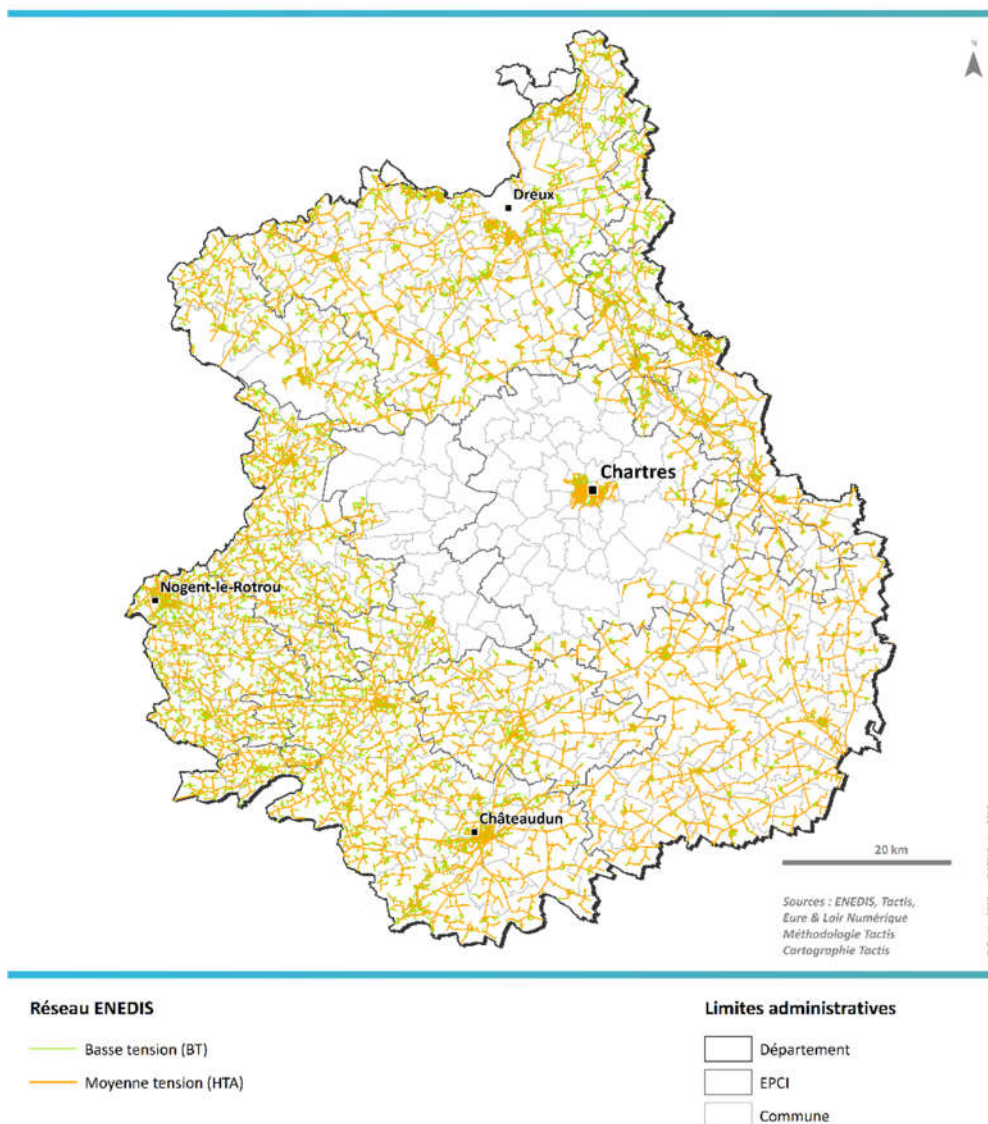 N
Dreux
Chartres
Nogent-le-Rotrou
Châteaudun
20 km
Sources : ENEDIS, Tactis,
Eure & Loir Numérique
Méthodologie Tactis
Cartographie Tactis
Réseau ENEDIS
Basse tension (BT)
Moyenne tension (HTA)
Limites administratives
Département
EPCI
Commune